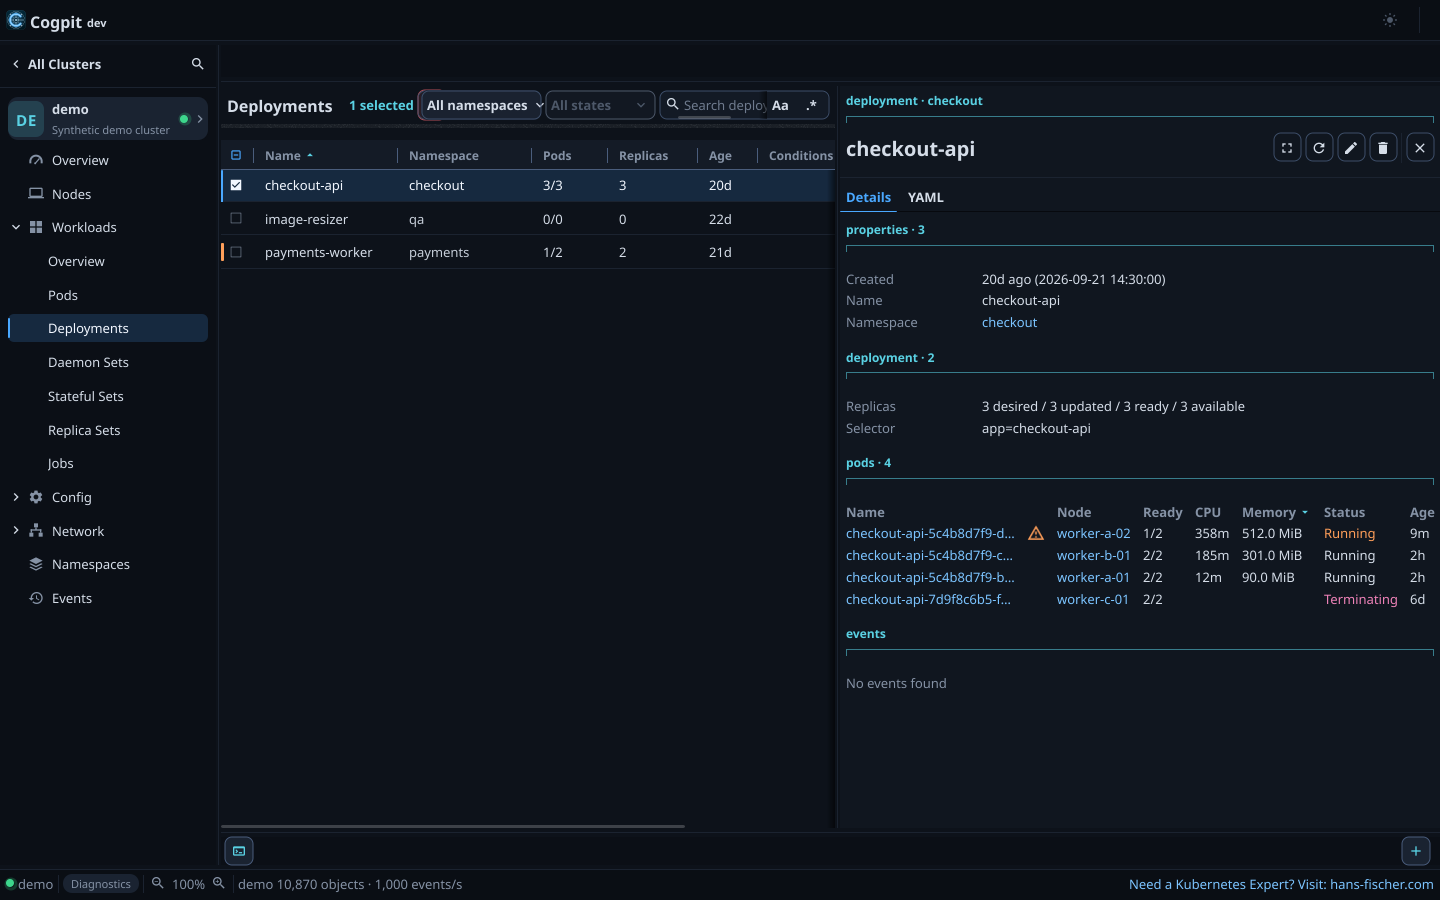 Cogpit dev
All Clusters
DE
demo
Synthetic demo cluster
Overview
Nodes
Workloads
Overview
Pods
Deployments
Daemon Sets
Stateful Sets
Replica Sets
Jobs
Config
Network
Namespaces
Events
Deployments 1 selected All namespaces All states Search deploy Aa .*
Name Namespace Pods Replicas Age Conditions
checkout-api checkout 3/3 3 20d
image-resizer qa 0/0 0 22d
payments-worker payments 1/2 2 21d
deployment · checkout
checkout-api
Details YAML
properties · 3
Created 20d ago (2026-09-21 14:30:00)
Name checkout-api
Namespace checkout
deployment · 2
Replicas 3 desired / 3 updated / 3 ready / 3 available
Selector app=checkout-api
pods · 4
Name Node Ready CPU Memory Status Age
checkout-api-5c4b8d7f9-d... worker-a-02 1/2 358m 512.0 MiB Running 9m
checkout-api-5c4b8d7f9-c... worker-b-01 2/2 185m 301.0 MiB Running 2h
checkout-api-5c4b8d7f9-b... worker-a-01 2/2 12m 90.0 MiB Running 2h
checkout-api-7d9f8c6b5-f... worker-c-01 2/2 Terminating 6d
events
No events found
demo Diagnostics 100% demo 10,870 objects · 1,000 events/s
Need a Kubernetes Expert? Visit: hans-fischer.com